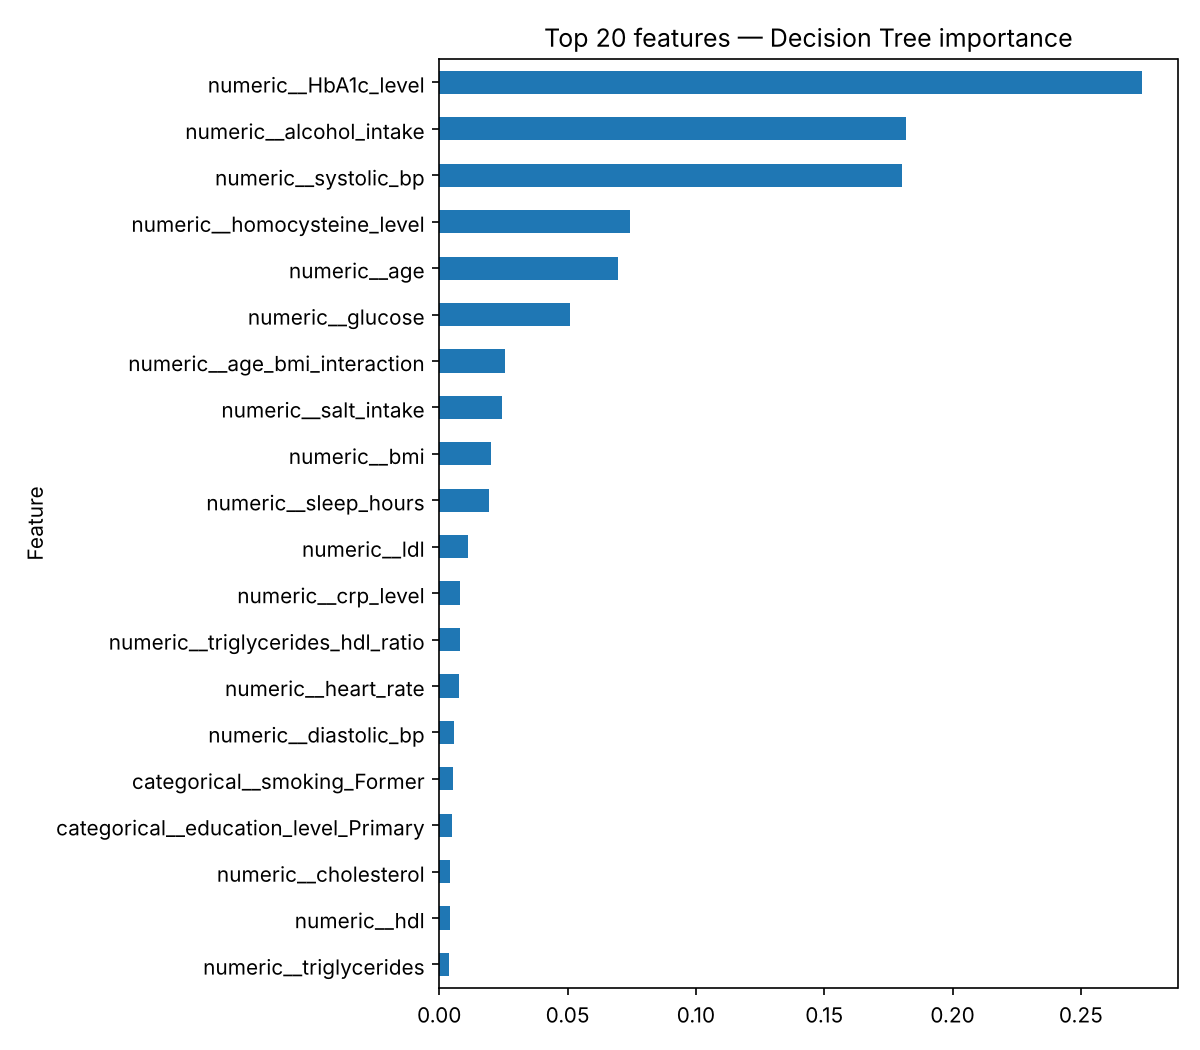 Top 20 features — Decision Tree importance
numeric__HbA1c_level
numeric__alcohol_intake
numeric__systolic_bp
numeric__homocysteine_level
numeric__age
numeric__glucose
numeric__age_bmi_interaction
numeric__salt_intake
numeric__bmi
numeric__sleep_hours
numeric__ldl
numeric__crp_level
numeric__triglycerides_hdl_ratio
numeric__heart_rate
numeric__diastolic_bp
categorical__smoking_Former
categorical__education_level_Primary
numeric__cholesterol
numeric__hdl
numeric__triglycerides
Feature
0.00 0.05 0.10 0.15 0.20 0.25